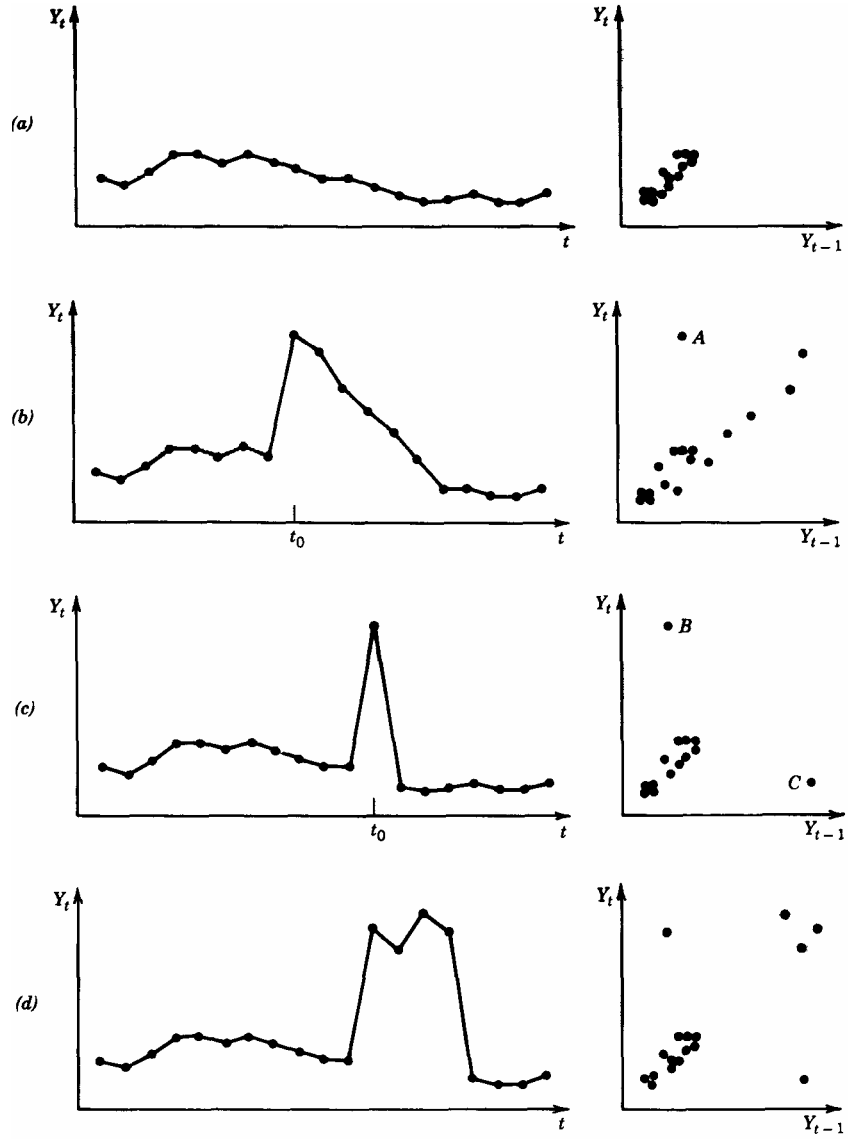 Y_t
Y_t
(a)
t
Y_{t-1}
Y_t
Y_t
A
(b)
t_0
t
Y_{t-1}
Y_t
Y_t
B
(c)
C
t_0
t
Y_{t-1}
Y_t
Y_t
(d)
t
Y_{t-1}